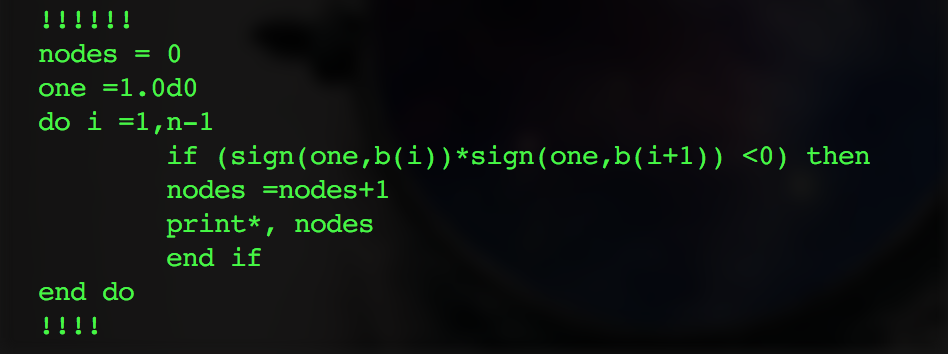 !!!!!!
nodes = 0
one =1.0d0
do i =1,n-1
        if (sign(one,b(i))*sign(one,b(i+1)) <0) then
        nodes =nodes+1
        print*, nodes
        end if
end do
!!!!